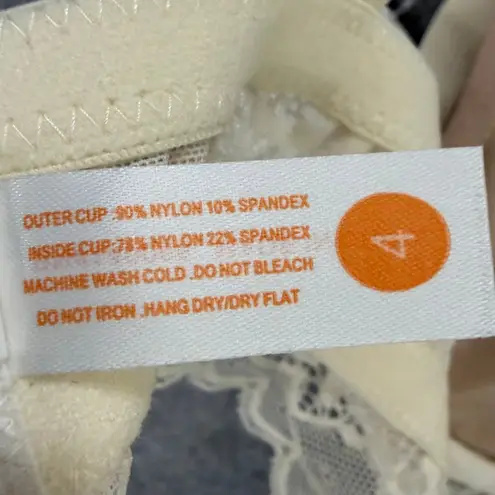 OUTER CUP .90% NYLON 10% SPANDEX
INSIDE CUP:78% NYLON 22% SPANDEX
MACHINE WASH COLD .DO NOT BLEACH
DO NOT IRON .HANG DRY/DRY FLAT
4